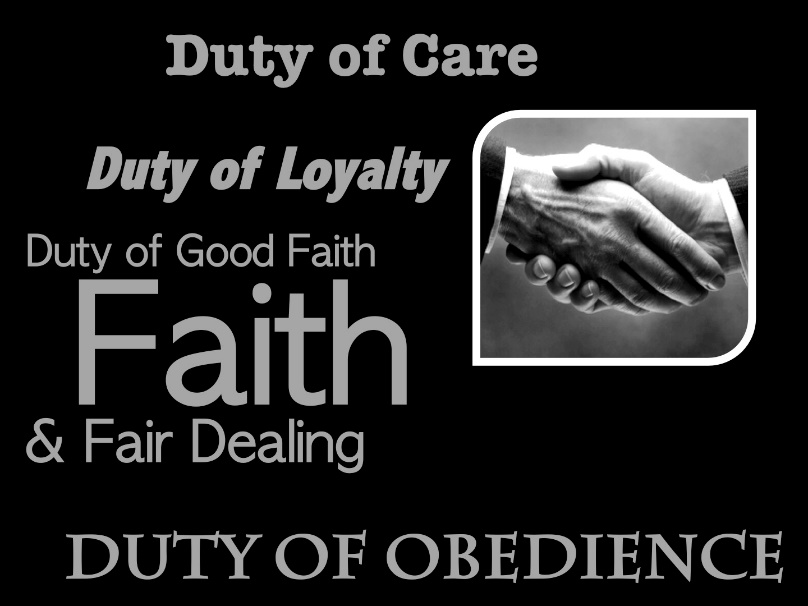 Duty of Care
Duty of Loyalty
Duty of Good Faith
Faith
& Fair Dealing
DUTY OF OBEDIENCE